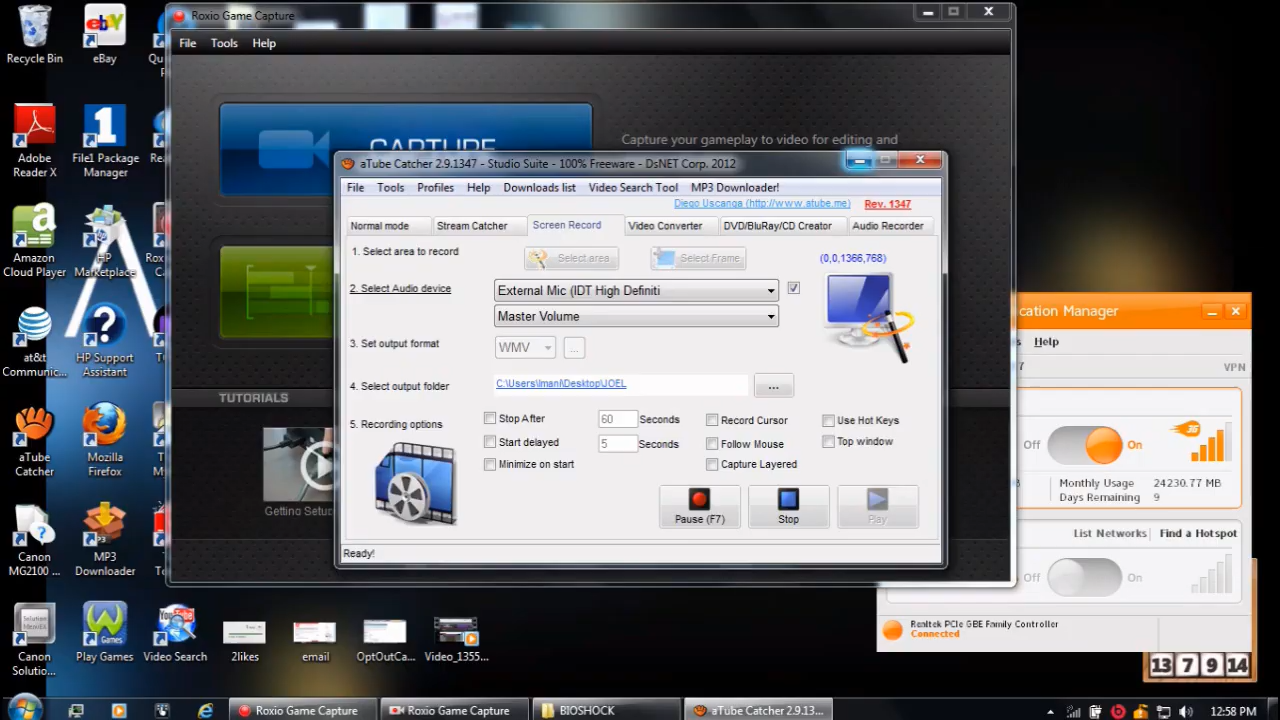 Roxio Game Capture
File Tools Help
CAPTURE
Capture your gameplay to video for editing and
TUTORIALS
Getting Setu
aTube Catcher 2.9.1347 - Studio Suite - 100% Freeware - DsNET Corp. 2012
File Tools Profiles Help Downloads list Video Search Tool MP3 Downloader!
Diego Uscanga (http://www.atube.me) Rev. 1347
Normal mode Stream Catcher Screen Record Video Converter DVD/BluRay/CD Creator Audio Recorder
1. Select area to record Select area Select Frame (0,0,1366,768)
2. Select Audio device External Mic (IDT High Definiti
Master Volume
3. Set output format WMV ...
4. Select output folder C:\Users\Imani\Desktop\JOEL ...
5. Recording options Stop After 60 Seconds Record Cursor Use Hot Keys
Start delayed 5 Seconds Follow Mouse Top window
Minimize on start Capture Layered
Pause (F7) Stop Play
Ready!
ication Manager
s Help
7 VPN
Off On
Monthly Usage 24230.77 MB
Days Remaining 9
List Networks Find a Hotspot
Off On
Realtek PCIe GBE Family Controller
Connected
13 7 9 14
Recycle Bin
eBay
Adobe
Reader X
1
File1 Package
Manager
Amazon
Cloud Player
HP
Marketplace
at&t
Communic...
HP Support
Assistant
aTube
Catcher
Mozilla
Firefox
Canon
MG2100 ...
MP3
Downloader
Canon
Solutio...
Play Games
Video Search
2likes
email
OptOutCa...
Video_1355...
Roxio Game Capture
Roxio Game Capture
BIOSHOCK
aTube Catcher 2.9.13...
12:58 PM